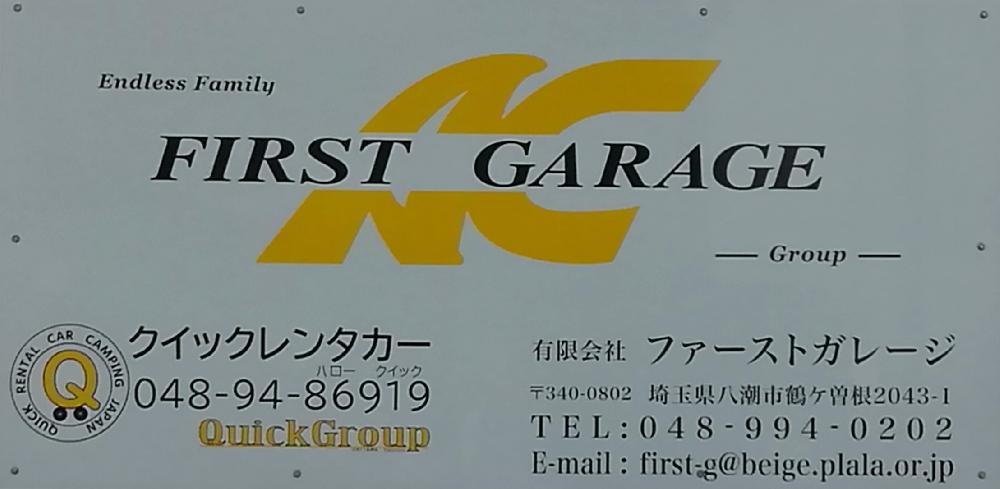 Endless Family
NC
FIRST GARAGE
Group
QUICK RENTAL CAR CAMPING JAPAN
Q
クイックレンタカー
ハロー クイック
048-94-86919
QuickGroup
有限会社 ファーストガレージ
〒340-0802 埼玉県八潮市鶴ケ曽根2043-1
TEL:048-994-0202
E-mail : first-g@beige.plala.or.jp